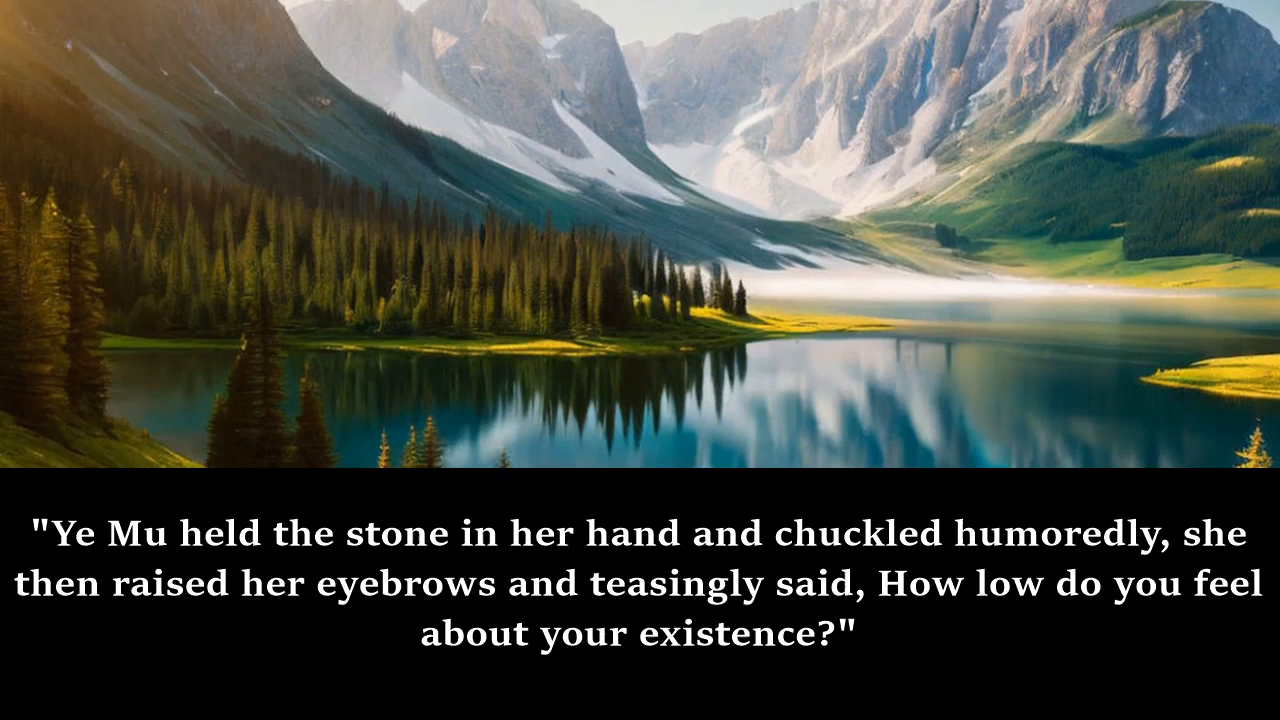 "Ye Mu held the stone in her hand and chuckled humoredly, she
then raised her eyebrows and teasingly said, How low do you feel
about your existence?"